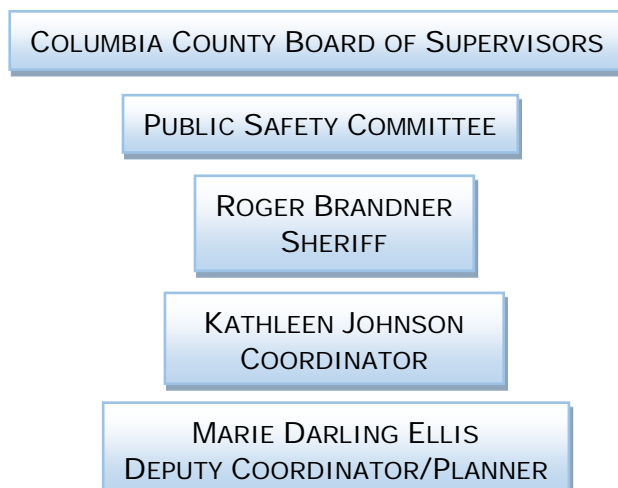 COLUMBIA COUNTY BOARD OF SUPERVISORS
PUBLIC SAFETY COMMITTEE
ROGER BRANDNER
SHERIFF
KATHLEEN JOHNSON
COORDINATOR
MARIE DARLING ELLIS
DEPUTY COORDINATOR/PLANNER